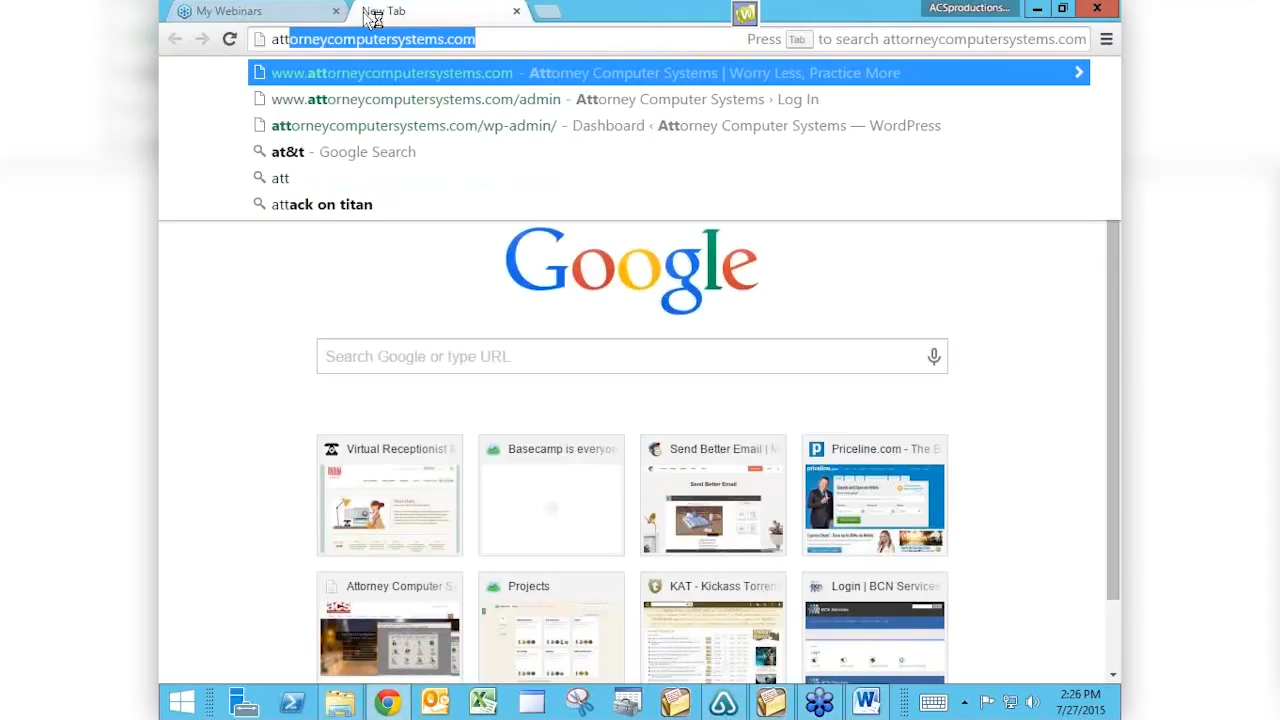 My Webinars
New Tab
ACSproductions...
attorneycomputersystems.com
Press Tab to search attorneycomputersystems.com
www.attorneycomputersystems.com - Attorney Computer Systems | Worry Less, Practice More
www.attorneycomputersystems.com/admin - Attorney Computer Systems › Log In
attorneycomputersystems.com/wp-admin/ - Dashboard ‹ Attorney Computer Systems — WordPress
at&t - Google Search
att
attack on titan
Google
Search Google or type URL
Virtual Receptionist &
Basecamp is everyon
Send Better Email | M
Priceline.com - The B
Send Better Email
Attorney Computer S
Projects
KAT - Kickass Torren
Login | BCN Services
2:26 PM
7/27/2015